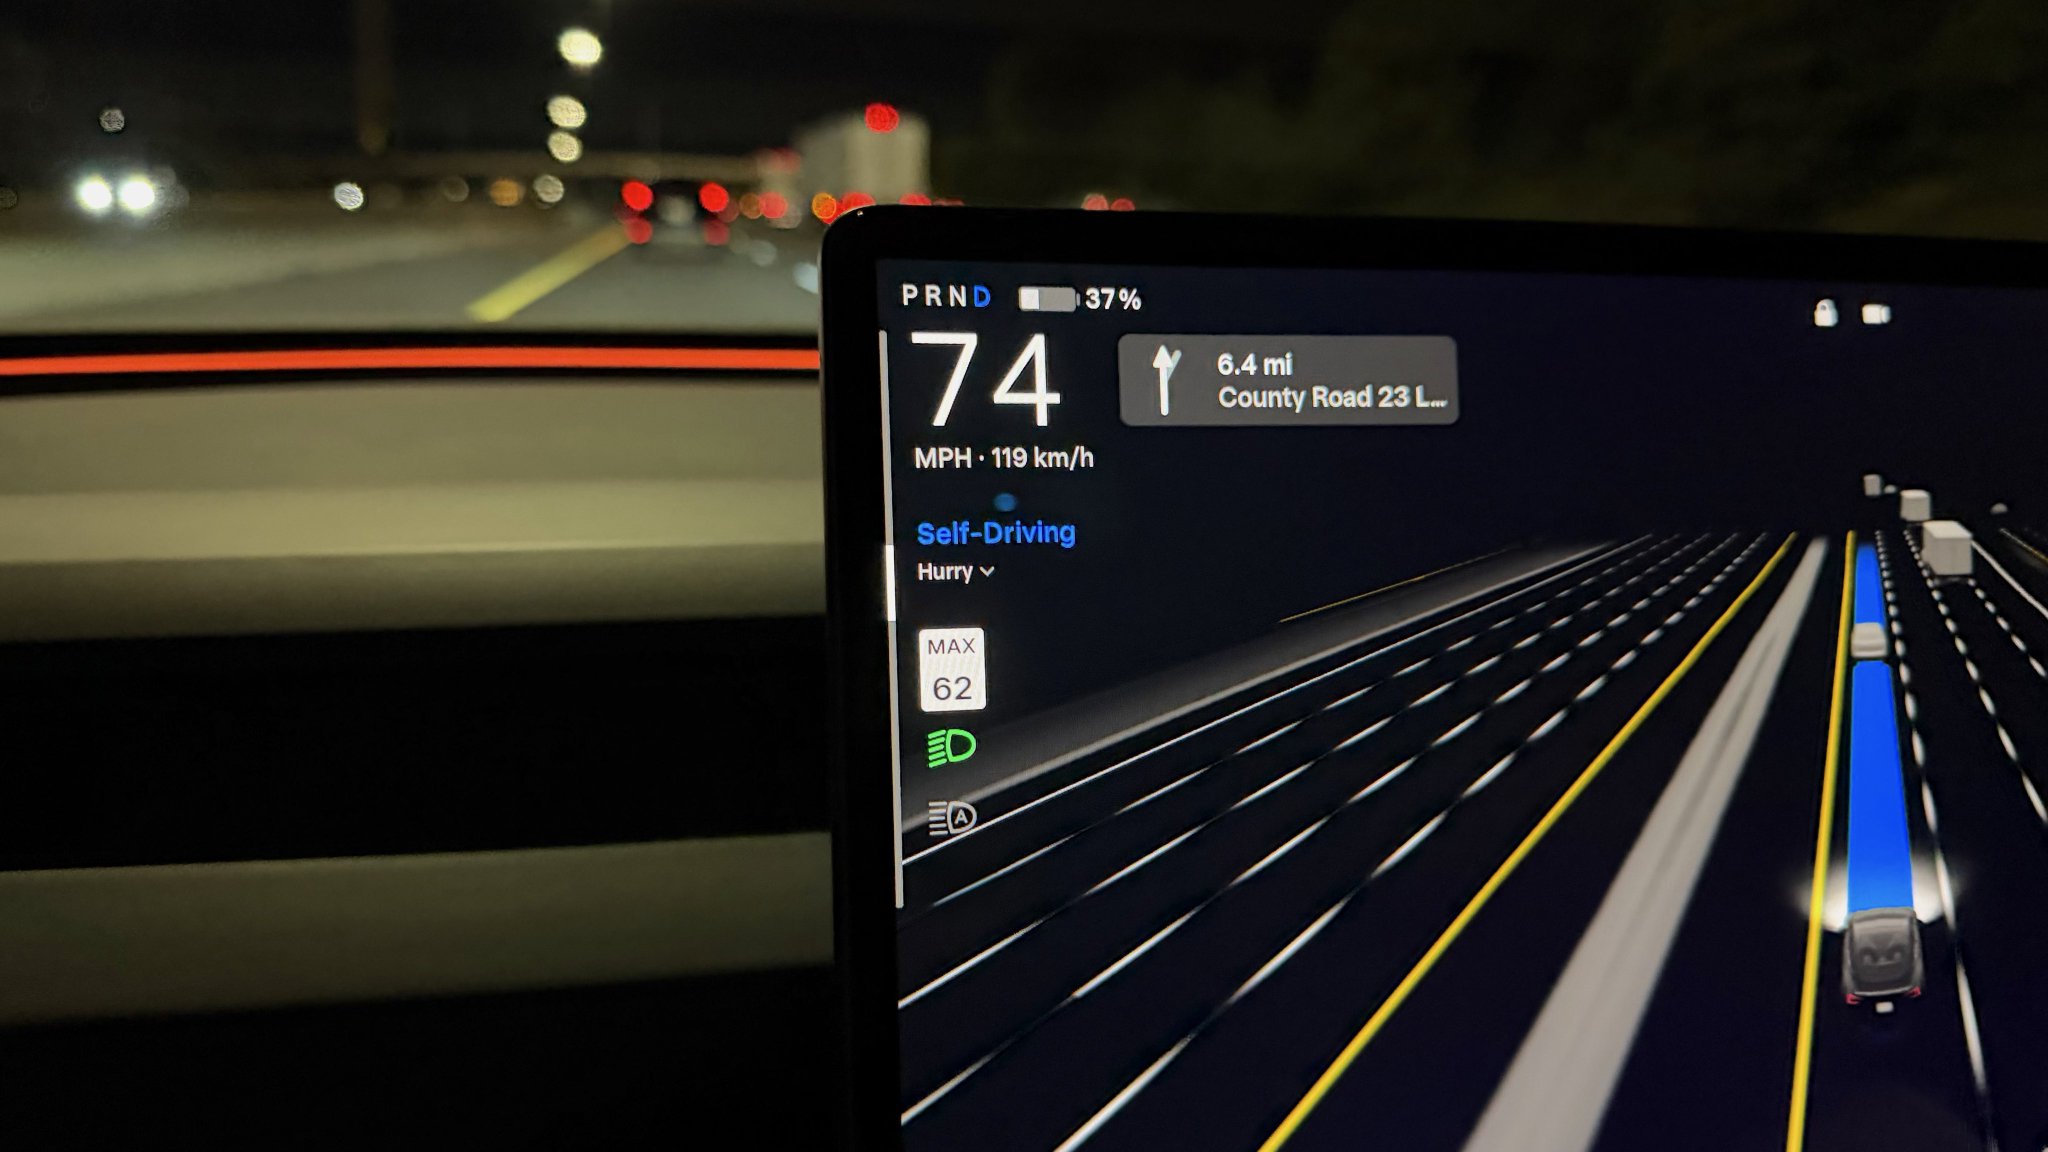 PRND 37%
74
6.4 mi
County Road 23 L...
MPH · 119 km/h
Self-Driving
Hurry
MAX
62
A